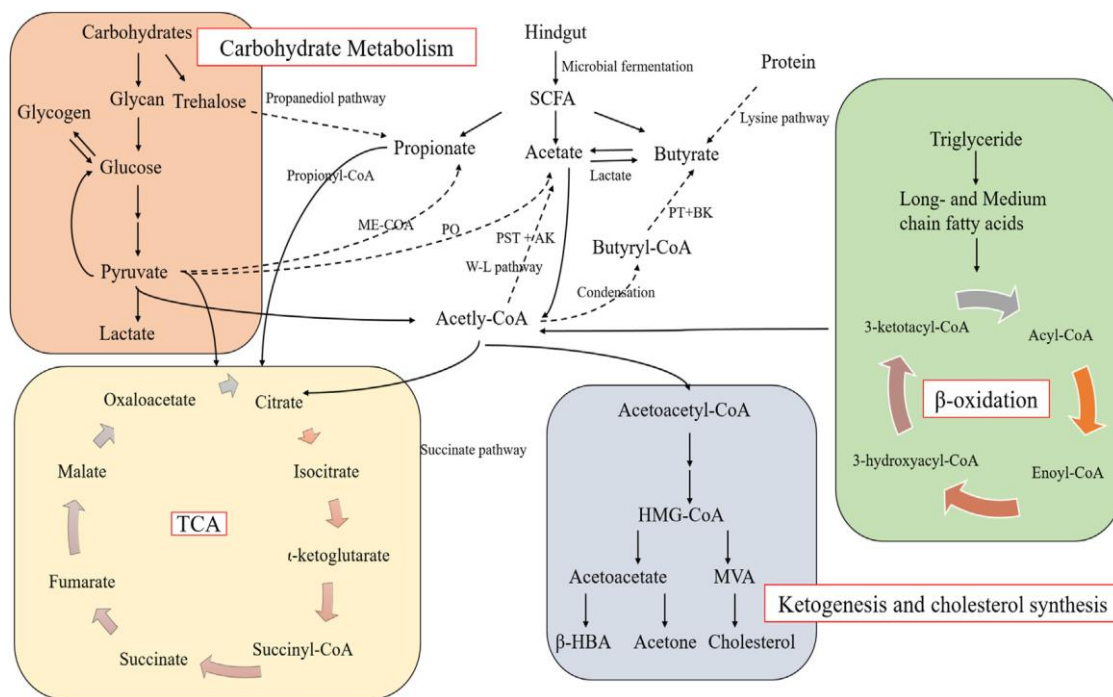 Carbohydrates
Carbohydrate Metabolism
Glycan
Trehalose
Glycogen
Glucose
Pyruvate
Lactate
Propanediol pathway
Hindgut
Microbial fermentation
SCFA
Protein
Lysine pathway
Propionate
Acetate
Butyrate
Lactate
Propionyl-CoA
ME-COA
PO
PST + AK
W-L pathway
PT+BK
Butyryl-CoA
Condensation
Acetly-CoA
Triglyceride
Long- and Medium
chain fatty acids
3-ketotacyl-CoA
Acyl-CoA
β-oxidation
3-hydroxyacyl-CoA
Enoyl-CoA
Oxaloacetate
Citrate
Succinate pathway
Malate
Isocitrate
TCA
ι-ketoglutarate
Fumarate
Succinate
Succinyl-CoA
Acetoacetyl-CoA
HMG-CoA
Acetoacetate
MVA
Ketogenesis and cholesterol synthesis
β-HBA
Acetone
Cholesterol